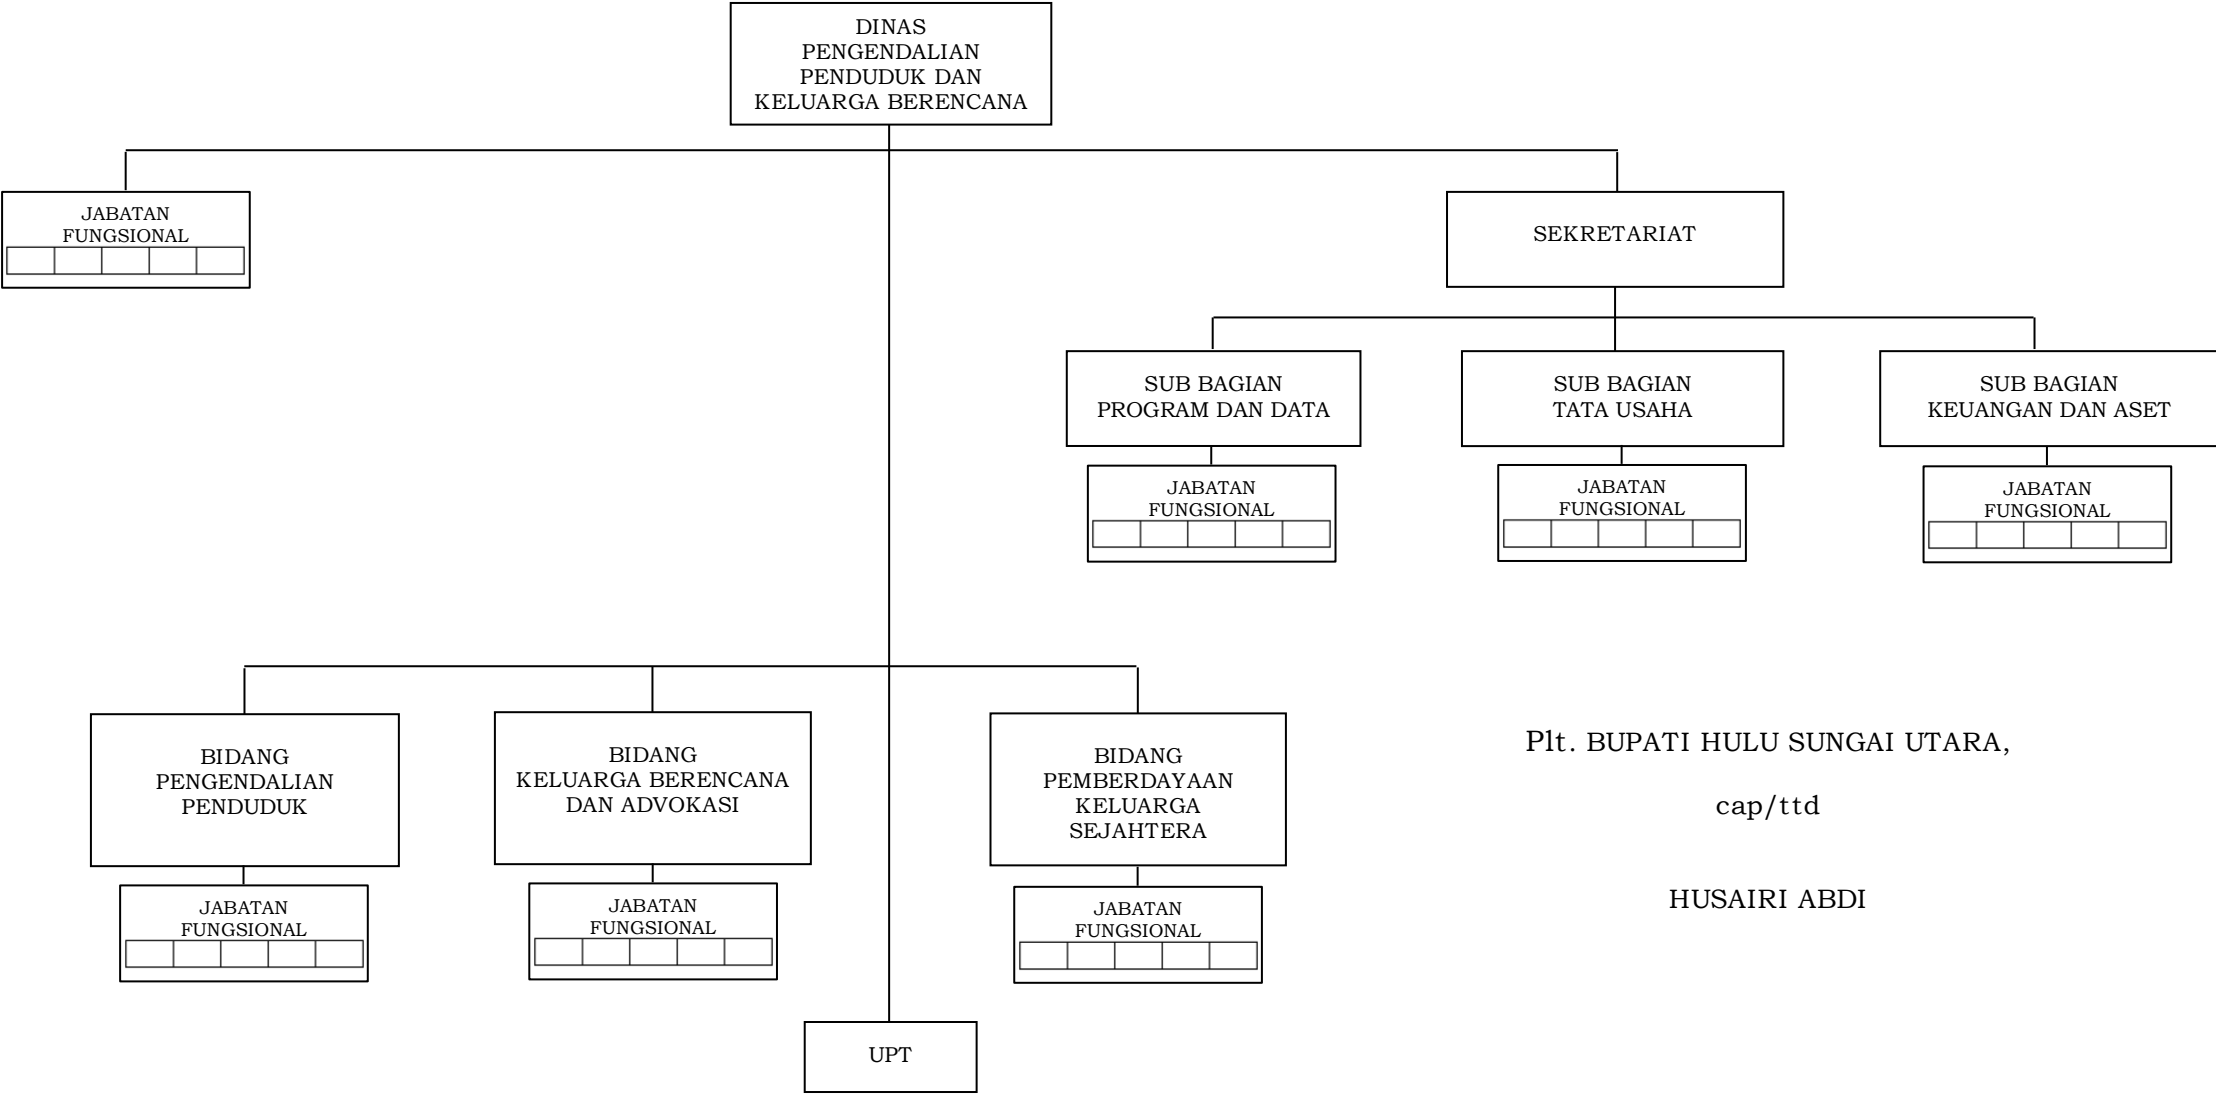 DINAS
PENGENDALIAN
PENDUDUK DAN
KELUARGA BERENCANA
JABATAN
FUNGSIONAL
SEKRETARIAT
SUB BAGIAN
PROGRAM DAN DATA
SUB BAGIAN
TATA USAHA
SUB BAGIAN
KEUANGAN DAN ASET
JABATAN
FUNGSIONAL
JABATAN
FUNGSIONAL
JABATAN
FUNGSIONAL
BIDANG
PENGENDALIAN
PENDUDUK
BIDANG
KELUARGA BERENCANA
DAN ADVOKASI
BIDANG
PEMBERDAYAAN
KELUARGA
SEJAHTERA
JABATAN
FUNGSIONAL
JABATAN
FUNGSIONAL
JABATAN
FUNGSIONAL
UPT
Plt. BUPATI HULU SUNGAI UTARA,
cap/ttd
HUSAIRI ABDI